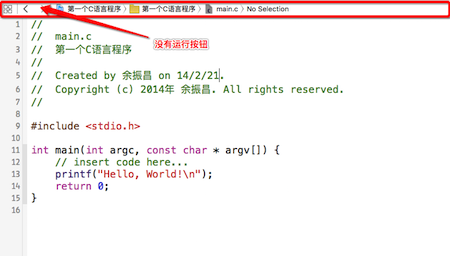 第一个C语言程序 〉 第一个C语言程序 〉 main.c 〉 No Selection
没有运行按钮
1 //
2 // main.c
3 // 第一个C语言程序
4 //
5 // Created by 余振昌 on 14/2/21.
6 // Copyright (c) 2014年 余振昌. All rights reserved.
7 //
8
9 #include <stdio.h>
10
11 int main(int argc, const char * argv[]) {
12 // insert code here...
13 printf("Hello, World!\n");
14 return 0;
15 }
16